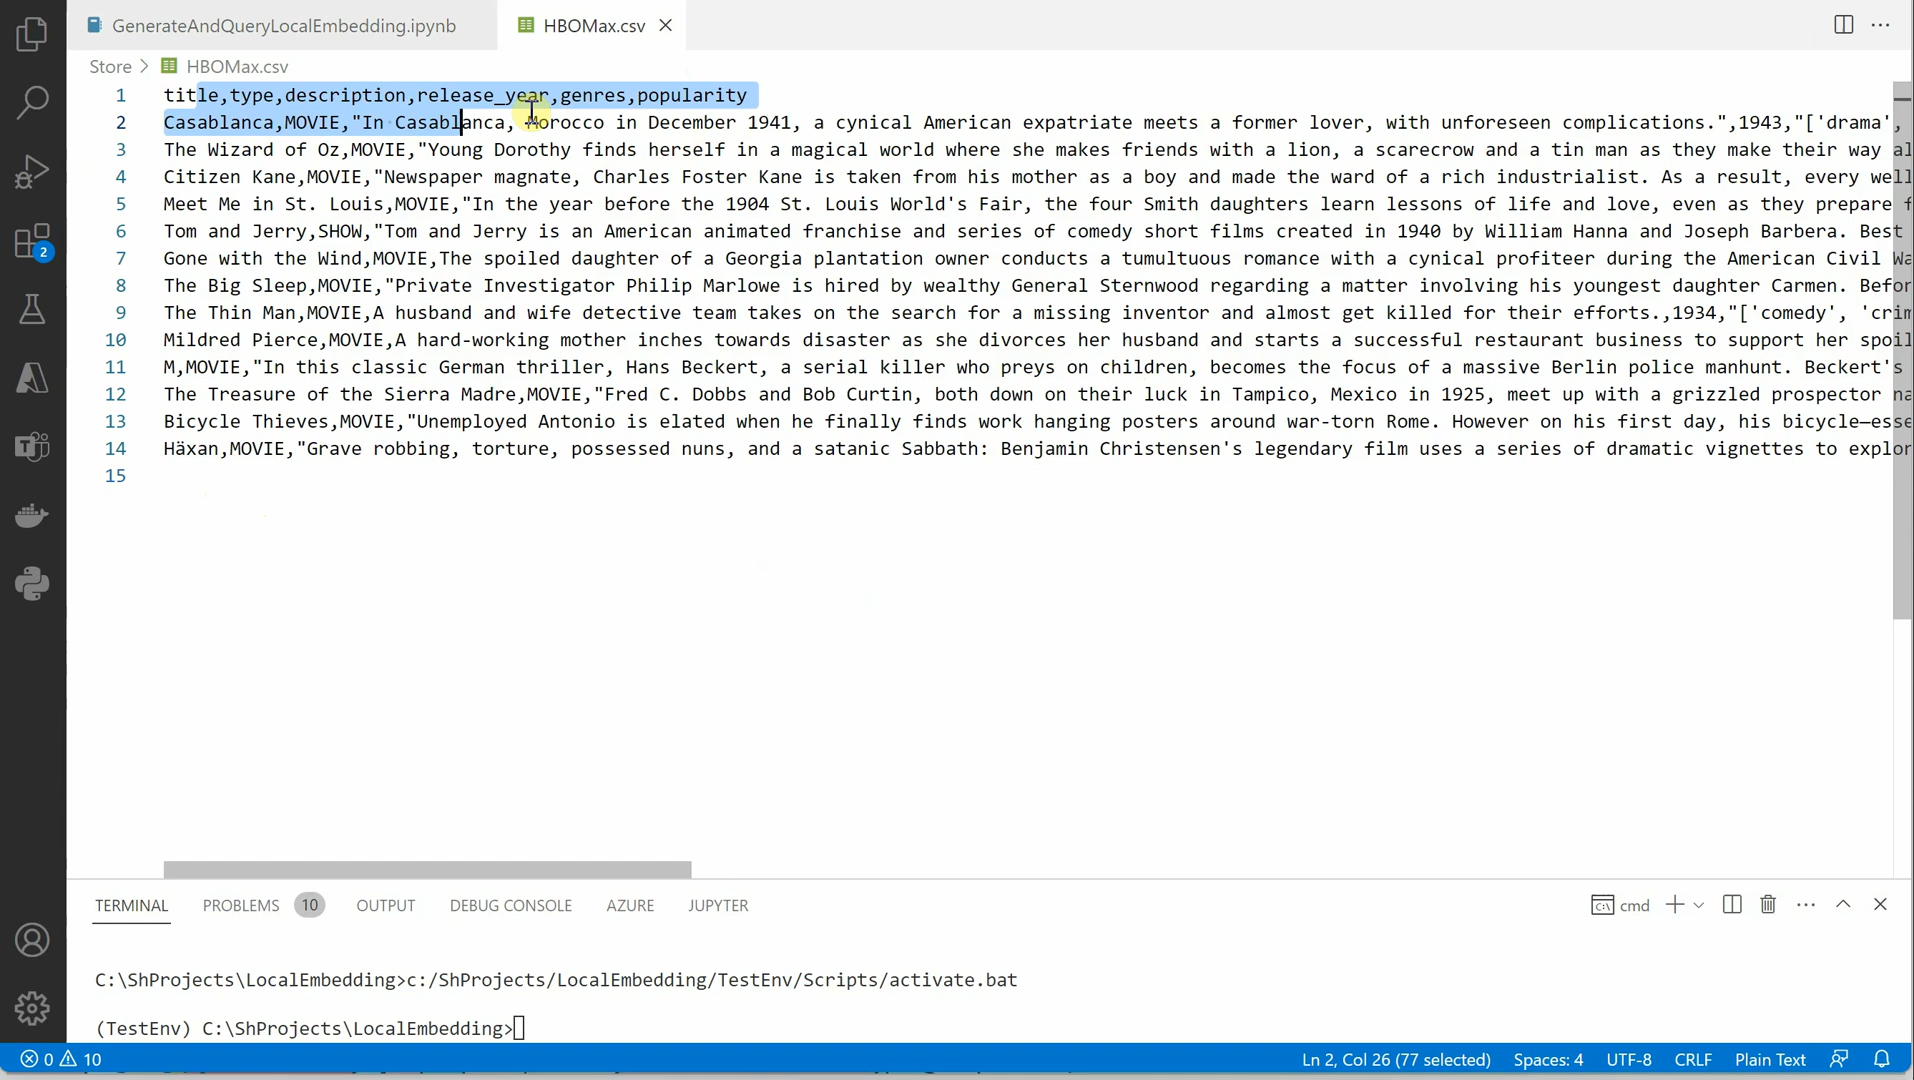 GenerateAndQueryLocalEmbedding.ipynb
HBOMax.csv
Store > HBOMax.csv
1 title,type,description,release_year,genres,popularity
2 Casablanca,MOVIE,"In Casablanca, Morocco in December 1941, a cynical American expatriate meets a former lover, with unforeseen complications.",1943,"['drama',
3 The Wizard of Oz,MOVIE,"Young Dorothy finds herself in a magical world where she makes friends with a lion, a scarecrow and a tin man as they make their way al
4 Citizen Kane,MOVIE,"Newspaper magnate, Charles Foster Kane is taken from his mother as a boy and made the ward of a rich industrialist. As a result, every well
5 Meet Me in St. Louis,MOVIE,"In the year before the 1904 St. Louis World's Fair, the four Smith daughters learn lessons of life and love, even as they prepare f
6 Tom and Jerry,SHOW,"Tom and Jerry is an American animated franchise and series of comedy short films created in 1940 by William Hanna and Joseph Barbera. Best
7 Gone with the Wind,MOVIE,The spoiled daughter of a Georgia plantation owner conducts a tumultuous romance with a cynical profiteer during the American Civil Wa
8 The Big Sleep,MOVIE,"Private Investigator Philip Marlowe is hired by wealthy General Sternwood regarding a matter involving his youngest daughter Carmen. Befor
9 The Thin Man,MOVIE,A husband and wife detective team takes on the search for a missing inventor and almost get killed for their efforts.,1934,"['comedy', 'crim
10 Mildred Pierce,MOVIE,A hard-working mother inches towards disaster as she divorces her husband and starts a successful restaurant business to support her spoil
11 M,MOVIE,"In this classic German thriller, Hans Beckert, a serial killer who preys on children, becomes the focus of a massive Berlin police manhunt. Beckert's
12 The Treasure of the Sierra Madre,MOVIE,"Fred C. Dobbs and Bob Curtin, both down on their luck in Tampico, Mexico in 1925, meet up with a grizzled prospector na
13 Bicycle Thieves,MOVIE,"Unemployed Antonio is elated when he finally finds work hanging posters around war-torn Rome. However on his first day, his bicycle—esse
14 Häxan,MOVIE,"Grave robbing, torture, possessed nuns, and a satanic Sabbath: Benjamin Christensen's legendary film uses a series of dramatic vignettes to explor
15
2
TERMINAL PROBLEMS 10 OUTPUT DEBUG CONSOLE AZURE JUPYTER cmd
C:\ShProjects\LocalEmbedding>c:/ShProjects/LocalEmbedding/TestEnv/Scripts/activate.bat
(TestEnv) C:\ShProjects\LocalEmbedding>
0 10 Ln 2, Col 26 (77 selected) Spaces: 4 UTF-8 CRLF Plain Text